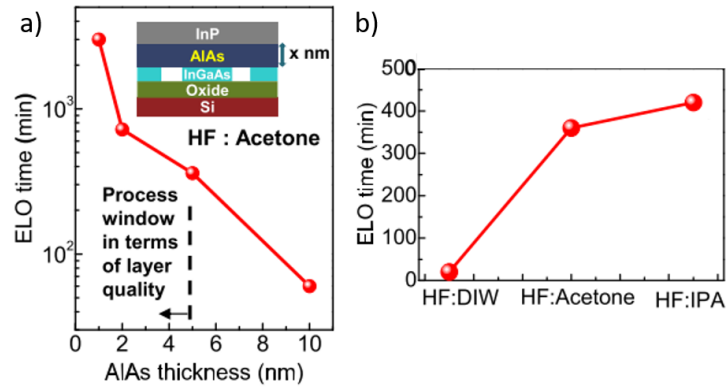 a)
InP
AlAs
x nm
InGaAs
Oxide
Si
HF : Acetone
Process
window
in terms
of layer
quality
ELO time (min)
10³
10²
0 2 4 6 8 10
AlAs thickness (nm)
b)
ELO time (min)
500
400
300
200
100
0
0
HF:DIW HF:Acetone HF:IPA